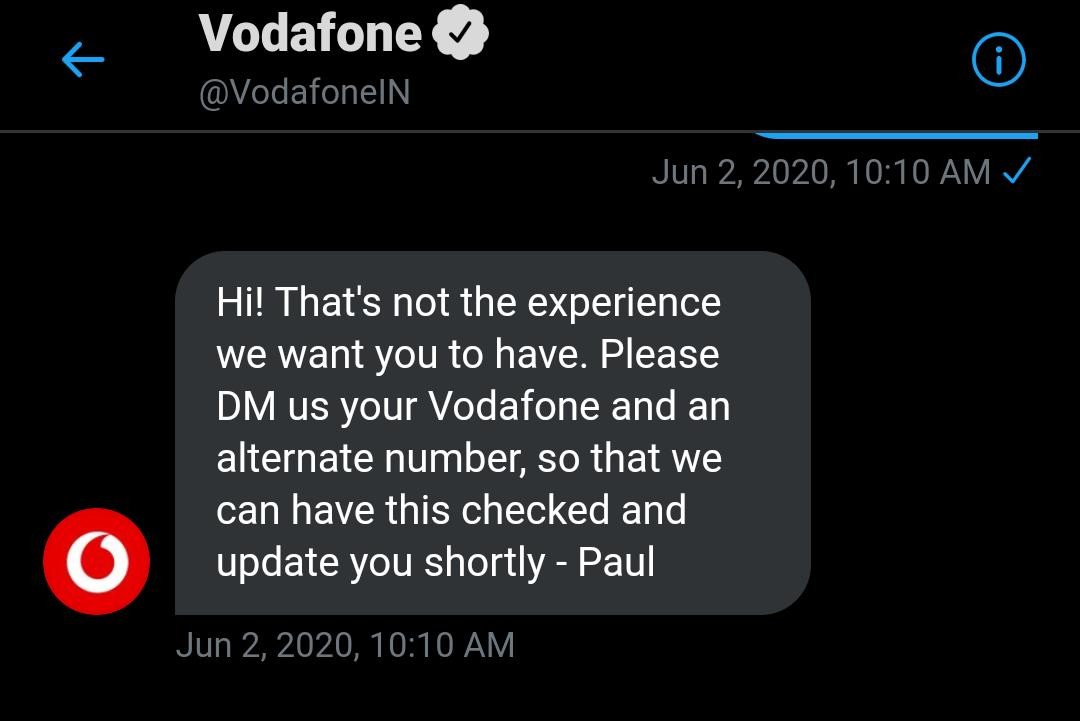 Vodafone
@VodafoneIN
Jun 2, 2020, 10:10 AM
Hi! That's not the experience
we want you to have. Please
DM us your Vodafone and an
alternate number, so that we
can have this checked and
update you shortly - Paul
Jun 2, 2020, 10:10 AM